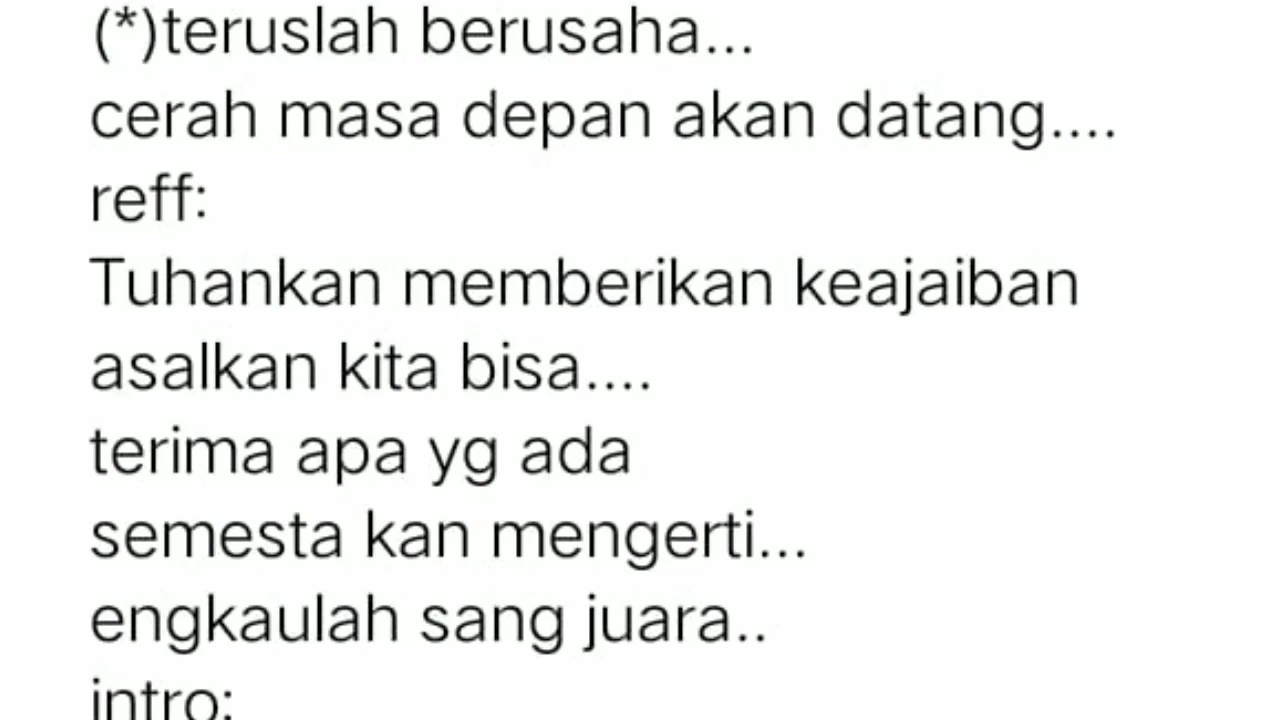 (*)teruslah berusaha...
cerah masa depan akan datang....
reff:
Tuhankan memberikan keajaiban
asalkan kita bisa....
terima apa yg ada
semesta kan mengerti...
engkaulah sang juara..
intro: